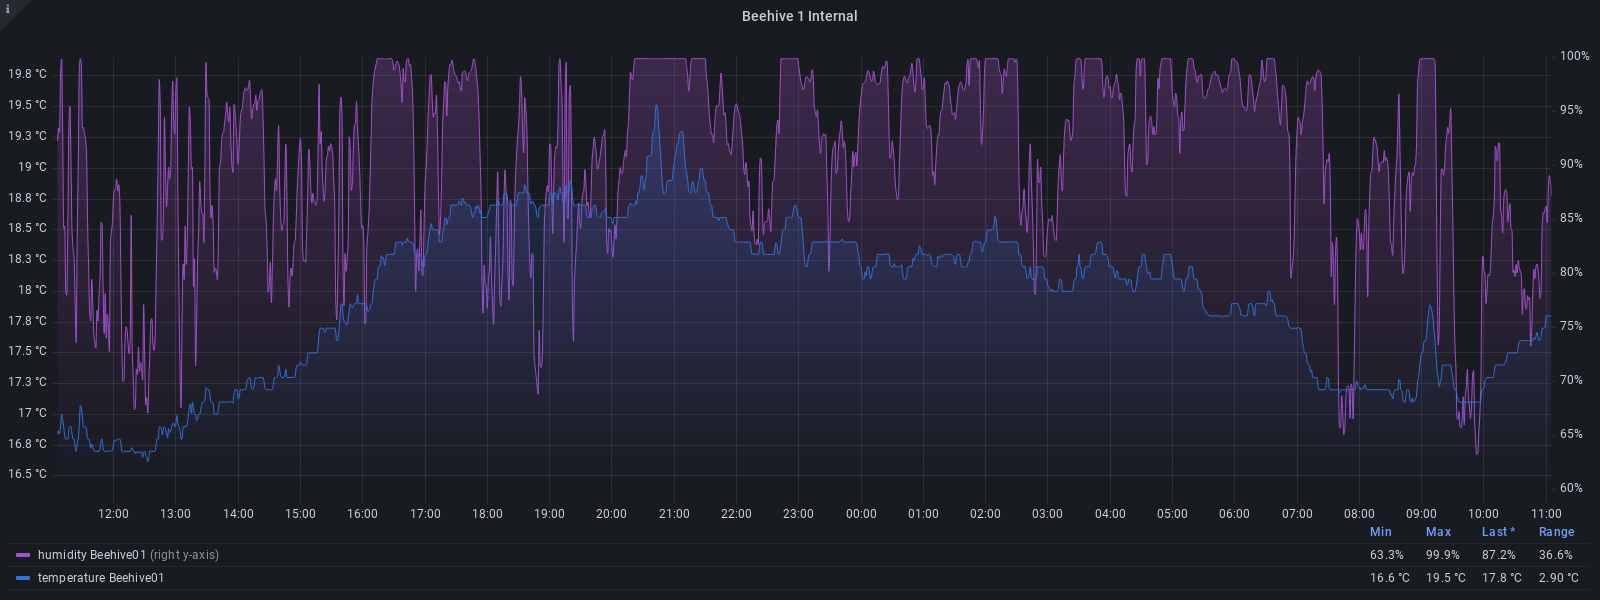 i
Beehive 1 Internal
19.8 °C
19.5 °C
19.3 °C
19 °C
18.8 °C
18.5 °C
18.3 °C
18 °C
17.8 °C
17.5 °C
17.3 °C
17 °C
16.8 °C
16.5 °C
100%
95%
90%
85%
80%
75%
70%
65%
60%
12:00 13:00 14:00 15:00 16:00 17:00 18:00 19:00 20:00 21:00 22:00 23:00 00:00 01:00 02:00 03:00 04:00 05:00 06:00 07:00 08:00 09:00 10:00 11:00
Min Max Last * Range
humidity Beehive01 (right y-axis) 63.3% 99.9% 87.2% 36.6%
temperature Beehive01 16.6 °C 19.5 °C 17.8 °C 2.90 °C